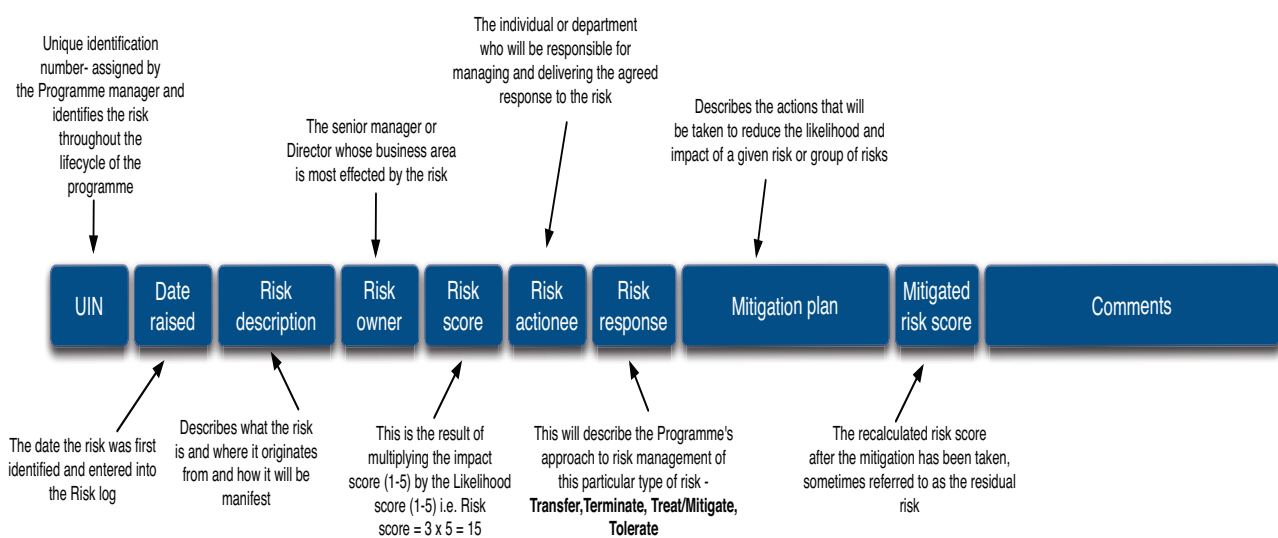 Unique identification
number- assigned by
the Programme manager and
identifies the risk
throughout the
lifecycle of the
programme
The senior manager or
Director whose business area
is most effected by the risk
The individual or department
who will be responsible for
managing and delivering the agreed
response to the risk
Describes the actions that will
be taken to reduce the likelihood and
impact of a given risk or group of risks
UIN
Date
raised
Risk
description
Risk
owner
Risk
score
Risk
actionee
Risk
response
Mitigation plan
Mitigated
risk score
Comments
The date the risk was first
identified and entered into
the Risk log
Describes what the risk
is and where it originates
from and how it will be
manifest
This is the result of
multiplying the impact
score (1-5) by the Likelihood
score (1-5) i.e. Risk
score = 3 x 5 = 15
This will describe the Programme's
approach to risk management of
this particular type of risk -
Transfer,Terminate, Treat/Mitigate,
Tolerate
The recalculated risk score
after the mitigation has been taken,
sometimes referred to as the residual
risk